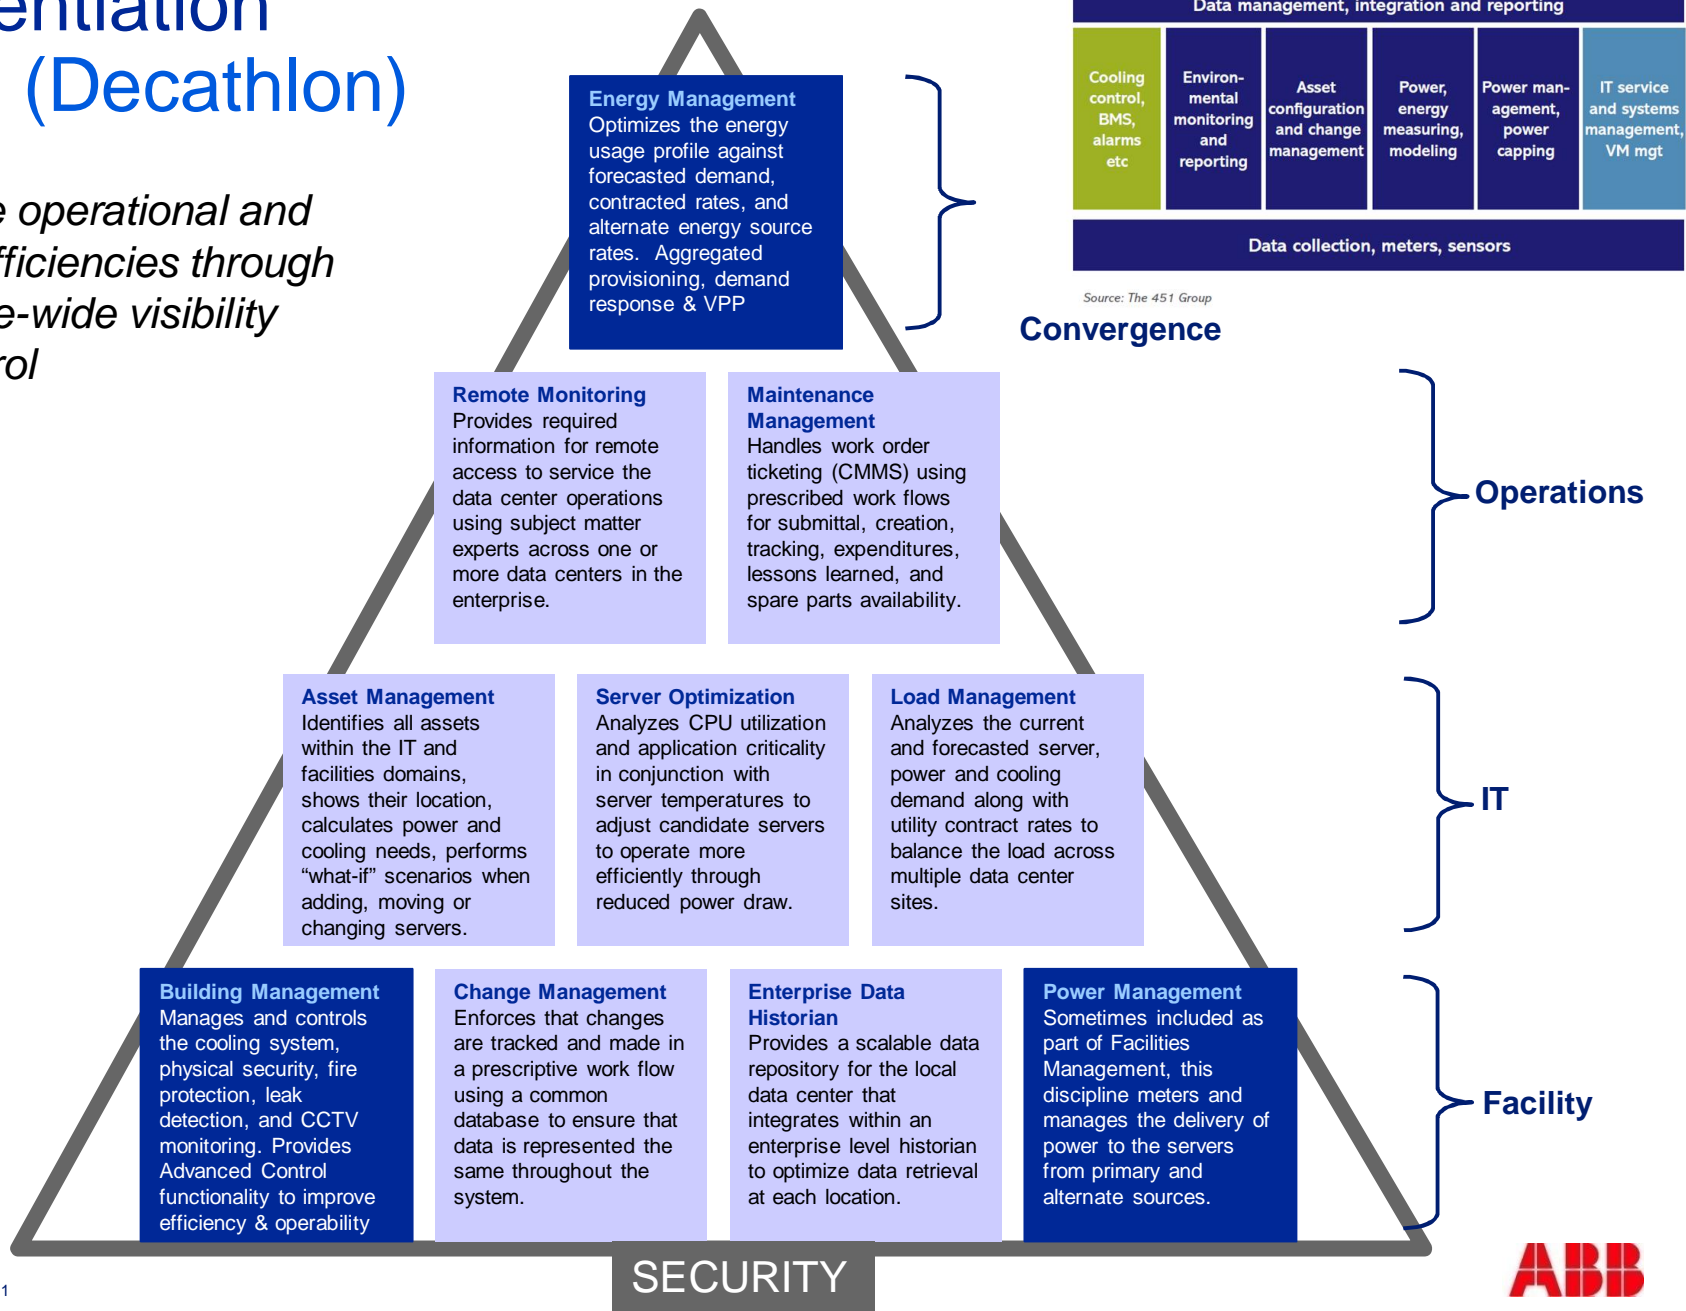 entiation
(Decathlon)
e operational and
fficiencies through
e-wide visibility
rol
Data management, integration and reporting
Cooling
control,
BMS,
alarms
etc
Environ-
mental
monitoring
and
reporting
Asset
configuration
and change
management
Power,
energy
measuring,
modeling
Power man-
agement,
power
capping
IT service
and systems
management,
VM mgt
Data collection, meters, sensors
Source: The 451 Group
Convergence
Energy Management
Optimizes the energy
usage profile against
forecasted demand,
contracted rates, and
alternate energy source
rates. Aggregated
provisioning, demand
response & VPP
Remote Monitoring
Provides required
information for remote
access to service the
data center operations
using subject matter
experts across one or
more data centers in the
enterprise.
Maintenance
Management
Handles work order
ticketing (CMMS) using
prescribed work flows
for submittal, creation,
tracking, expenditures,
lessons learned, and
spare parts availability.
Operations
Asset Management
Identifies all assets
within the IT and
facilities domains,
shows their location,
calculates power and
cooling needs, performs
“what-if” scenarios when
adding, moving or
changing servers.
Server Optimization
Analyzes CPU utilization
and application criticality
in conjunction with
server temperatures to
adjust candidate servers
to operate more
efficiently through
reduced power draw.
Load Management
Analyzes the current
and forecasted server,
power and cooling
demand along with
utility contract rates to
balance the load across
multiple data center
sites.
IT
Building Management
Manages and controls
the cooling system,
physical security, fire
protection, leak
detection, and CCTV
monitoring. Provides
Advanced Control
functionality to improve
efficiency & operability
Change Management
Enforces that changes
are tracked and made in
a prescriptive work flow
using a common
database to ensure that
data is represented the
same throughout the
system.
Enterprise Data
Historian
Provides a scalable data
repository for the local
data center that
integrates within an
enterprise level historian
to optimize data retrieval
at each location.
Power Management
Sometimes included as
part of Facilities
Management, this
discipline meters and
manages the delivery of
power to the servers
from primary and
alternate sources.
Facility
SECURITY
1
ABB